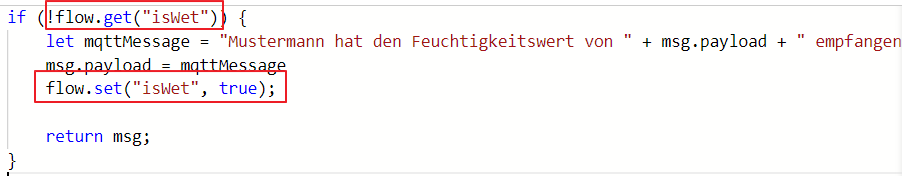 if (!flow.get("isWet")) {
let mqttMessage = "Mustermann hat den Feuchtigkeitswert von " + msg.payload + " empfangen
msg.payload = mqttMessage
flow.set("isWet", true);
return msg;
}